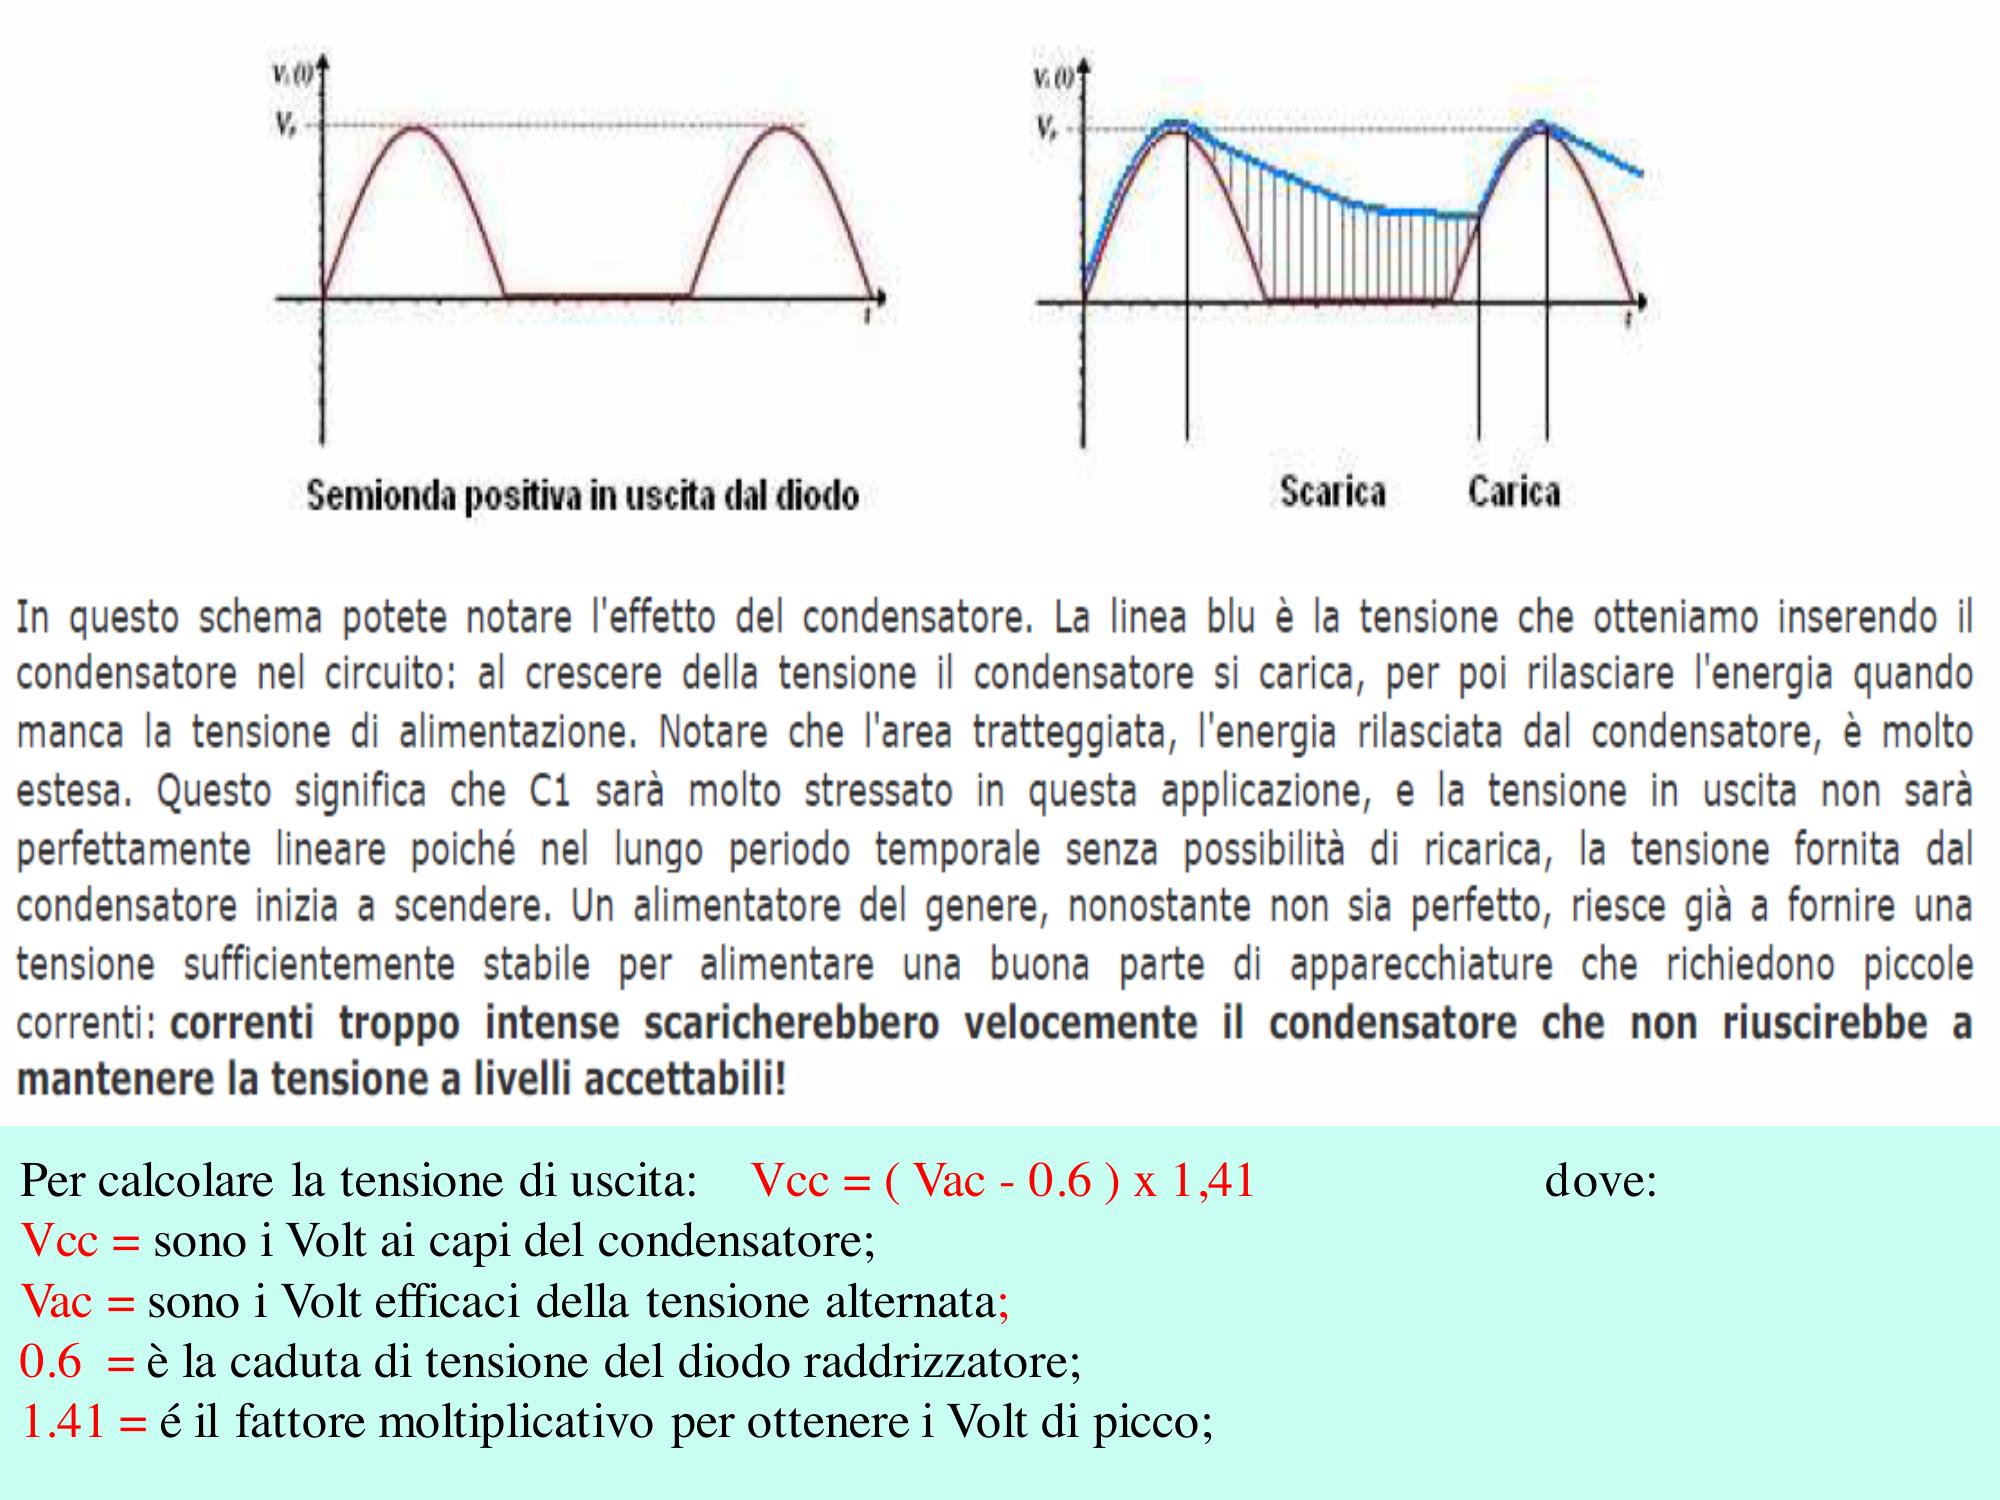 Vᵢ(t)
Vₚ
t
Semionda positiva in uscita dal diodo
Vᵢ(t)
Vₚ
t
Scarica Carica
In questo schema potete notare l'effetto del condensatore. La linea blu è la tensione che otteniamo inserendo il
condensatore nel circuito: al crescere della tensione il condensatore si carica, per poi rilasciare l'energia quando
manca la tensione di alimentazione. Notare che l'area tratteggiata, l'energia rilasciata dal condensatore, è molto
estesa. Questo significa che C1 sarà molto stressato in questa applicazione, e la tensione in uscita non sarà
perfettamente lineare poiché nel lungo periodo temporale senza possibilità di ricarica, la tensione fornita dal
condensatore inizia a scendere. Un alimentatore del genere, nonostante non sia perfetto, riesce già a fornire una
tensione sufficientemente stabile per alimentare una buona parte di apparecchiature che richiedono piccole
correnti: correnti troppo intense scaricherebbero velocemente il condensatore che non riuscirebbe a
mantenere la tensione a livelli accettabili!
Per calcolare la tensione di uscita: Vcc = ( Vac - 0.6 ) x 1,41 dove:
Vcc = sono i Volt ai capi del condensatore;
Vac = sono i Volt efficaci della tensione alternata;
0.6 = è la caduta di tensione del diodo raddrizzatore;
1.41 = é il fattore moltiplicativo per ottenere i Volt di picco;